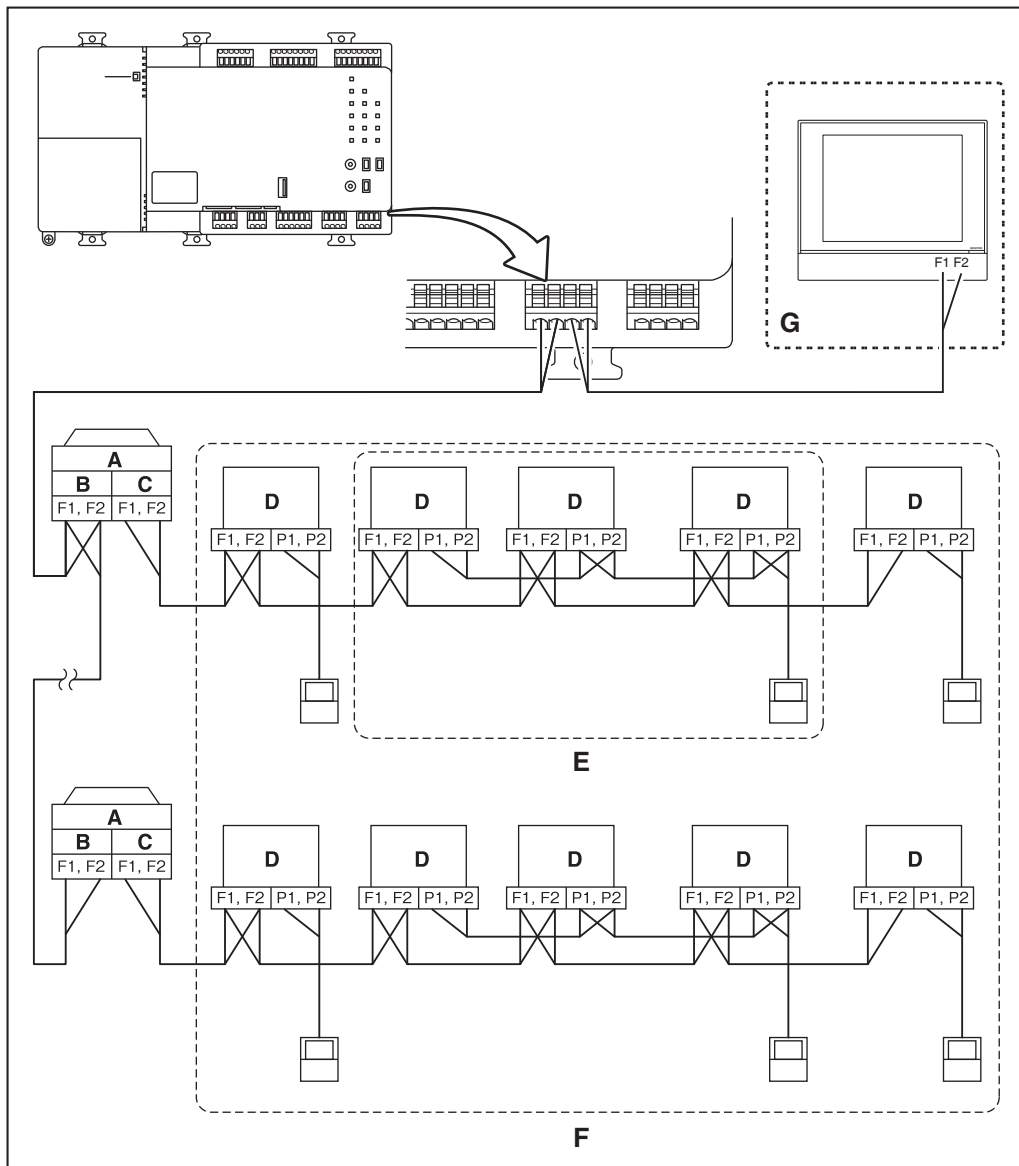 F1 F2
G
A
B C
F1, F2 F1, F2
D D D D D
F1, F2 P1, P2 F1, F2 P1, P2 F1, F2 P1, P2 F1, F2 P1, P2 F1, F2 P1, P2
E
A
B C
F1, F2 F1, F2
D D D D D
F1, F2 P1, P2 F1, F2 P1, P2 F1, F2 P1, P2 F1, F2 P1, P2 F1, F2 P1, P2
F